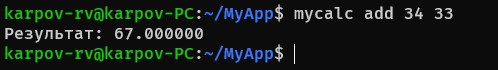 karpov-rv@karpov-PC:~/MyApp$ mycalc add 34 33
Результат: 67.000000
karpov-rv@karpov-PC:~/MyApp$